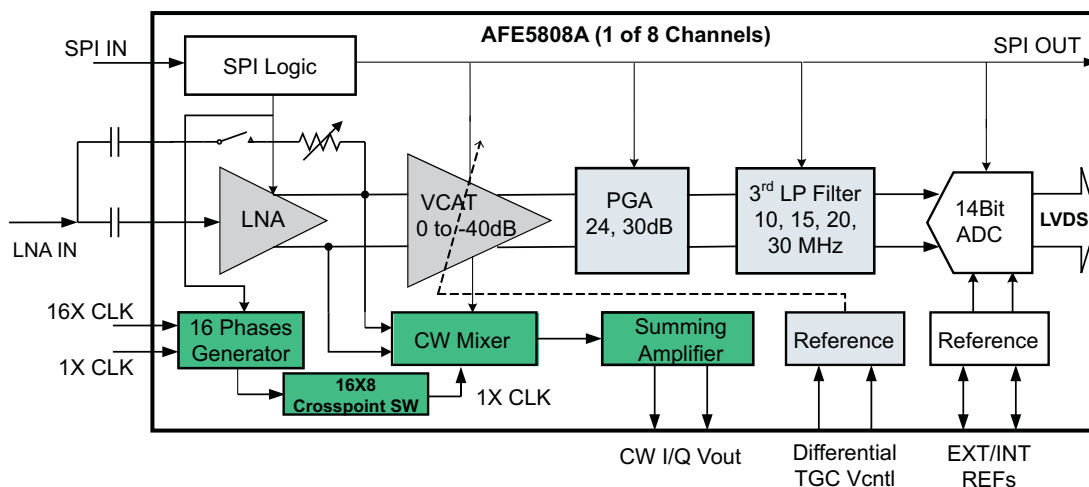 AFE5808A (1 of 8 Channels)
SPI IN
SPI OUT
SPI Logic
LNA
VCAT
0 to -40dB
PGA
24, 30dB
3rd LP Filter
10, 15, 20,
30 MHz
14Bit
ADC
LVDS
LNA IN
16X CLK
1X CLK
16 Phases
Generator
CW Mixer
Summing
Amplifier
Reference
Reference
16X8
Crosspoint SW
1X CLK
CW I/Q Vout
Differential
TGC Vcntl
EXT/INT
REFs